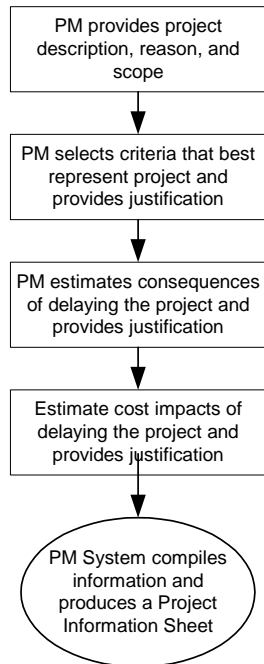 PM provides project
description, reason, and
scope
PM selects criteria that best
represent project and
provides justification
PM estimates consequences
of delaying the project and
provides justification
Estimate cost impacts of
delaying the project and
provides justification
PM System compiles
information and
produces a Project
Information Sheet